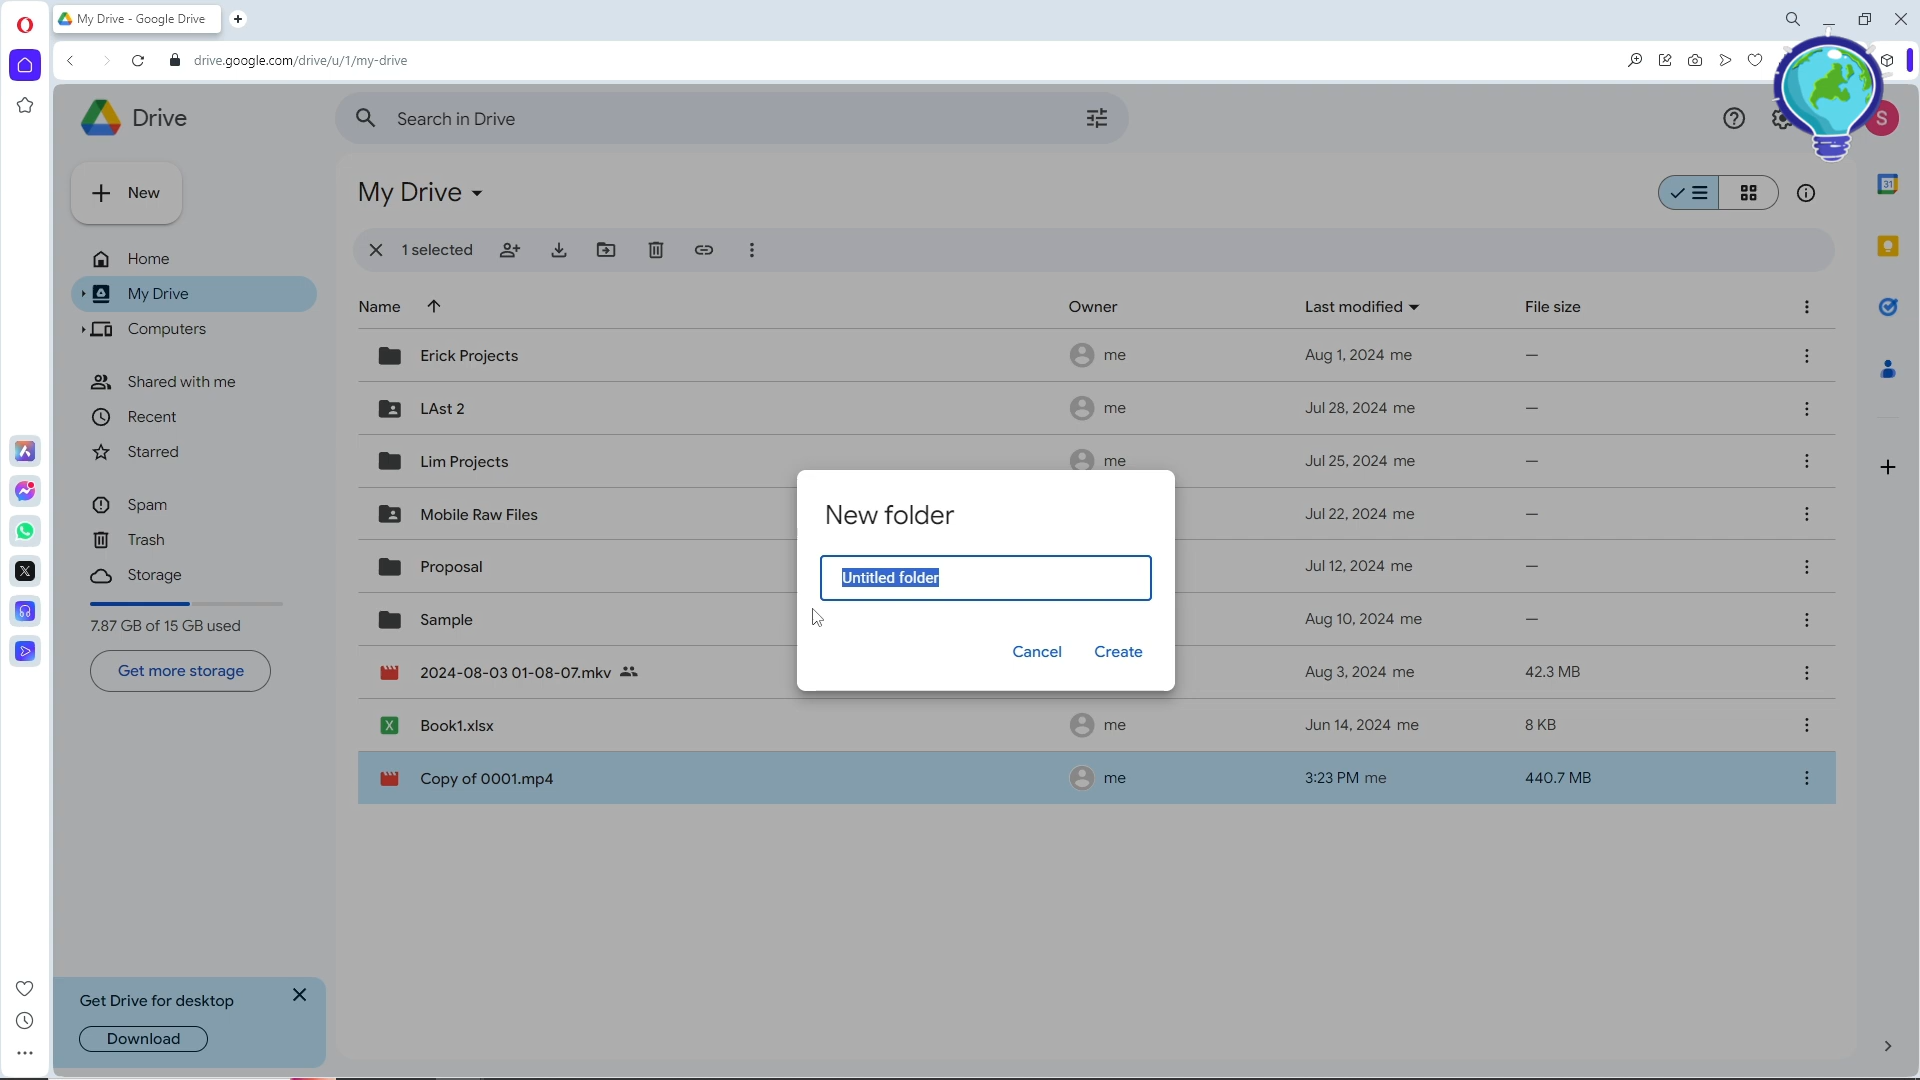 My Drive - Google Drive
drive.google.com/drive/u/1/my-drive
Drive
Search in Drive
S
New
My Drive
1 selected
Home
My Drive
Computers
Shared with me
Recent
Starred
Spam
Trash
Storage
7.87 GB of 15 GB used
Get more storage
Name Owner Last modified File size
Erick Projects me Aug 1, 2024 me —
LAst 2 me Jul 28, 2024 me —
Lim Projects me Jul 25, 2024 me —
Mobile Raw Files Jul 22, 2024 me —
Proposal Jul 12, 2024 me —
Sample Aug 10, 2024 me —
2024-08-03 01-08-07.mkv Aug 3, 2024 me 42.3 MB
Book1.xlsx me Jun 14, 2024 me 8 KB
Copy of 0001.mp4 me 3:23 PM me 440.7 MB
New folder
Untitled folder
Cancel Create
31
Get Drive for desktop
Download